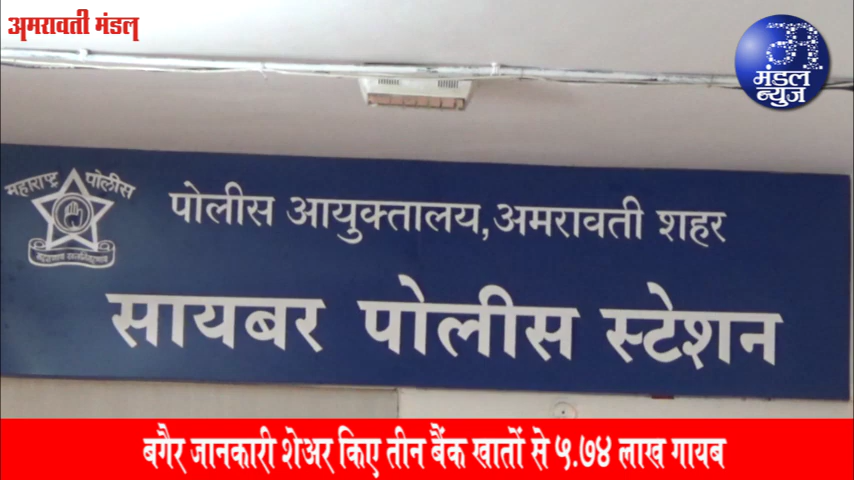 अमरावती मंडल
मंडल
न्युज
महाराष्ट्र पोलीस
पोलीस आयुक्तालय,अमरावती शहर
सायबर पोलीस स्टेशन
बगैर जानकारी शेअर किए तीन बैंक खातों से ५.७४ लाख गायब